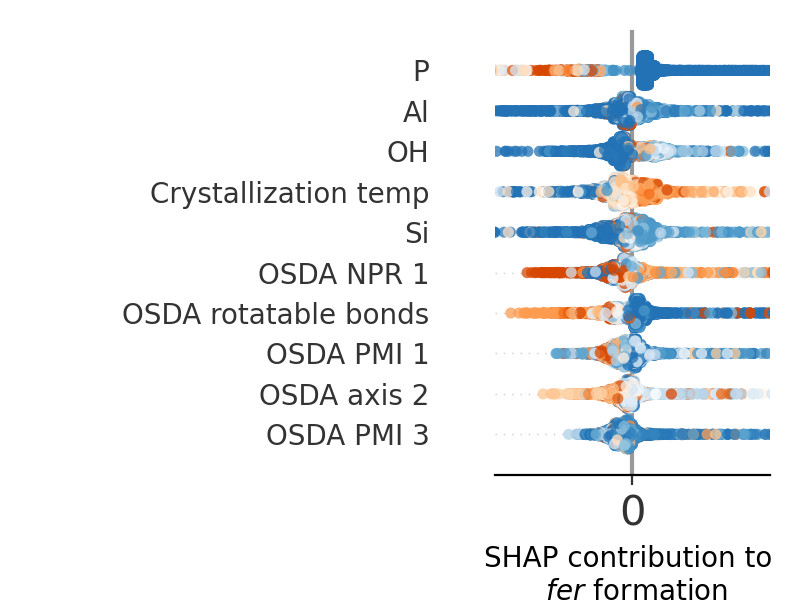 P
Al
OH
Crystallization temp
Si
OSDA NPR 1
OSDA rotatable bonds
OSDA PMI 1
OSDA axis 2
OSDA PMI 3
0
SHAP contribution to
fer formation